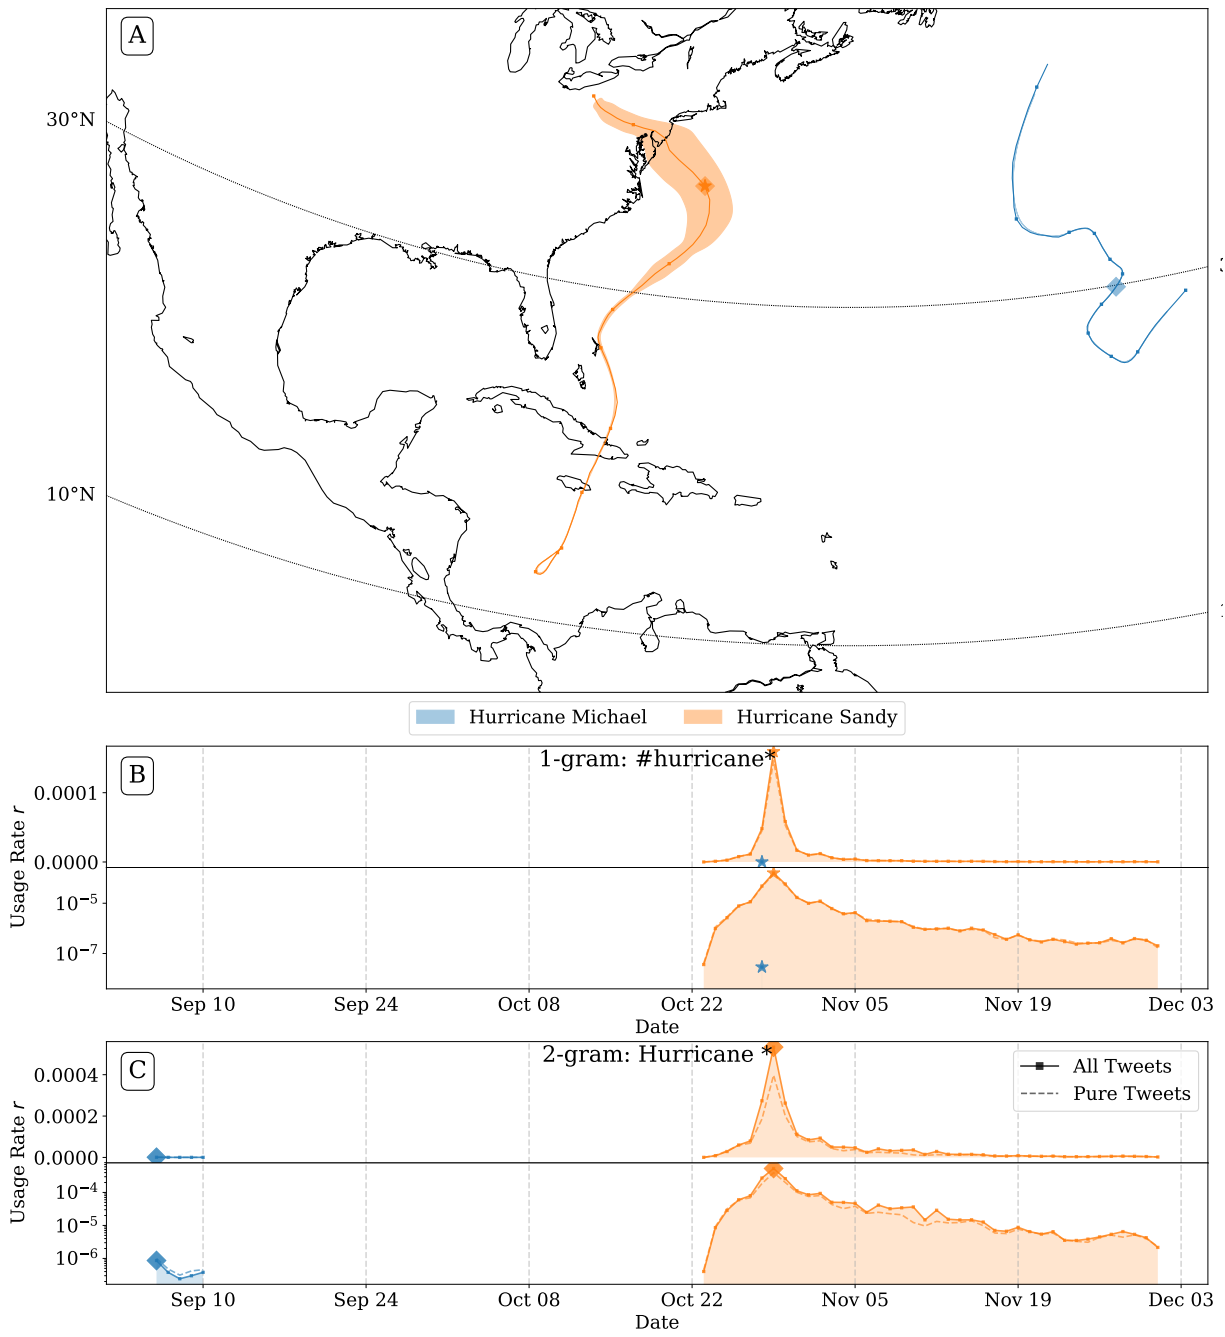 A
30°N
10°N
3
1
Hurricane Michael
Hurricane Sandy
B
1-gram: #hurricane*
0.0001
0.0000
10⁻⁵
10⁻⁷
Usage Rate r
Sep 10
Sep 24
Oct 08
Oct 22
Nov 05
Nov 19
Dec 03
Date
C
2-gram: Hurricane *
All Tweets
Pure Tweets
0.0004
0.0002
0.0000
10⁻⁴
10⁻⁵
10⁻⁶
Usage Rate r
Sep 10
Sep 24
Oct 08
Oct 22
Nov 05
Nov 19
Dec 03
Date